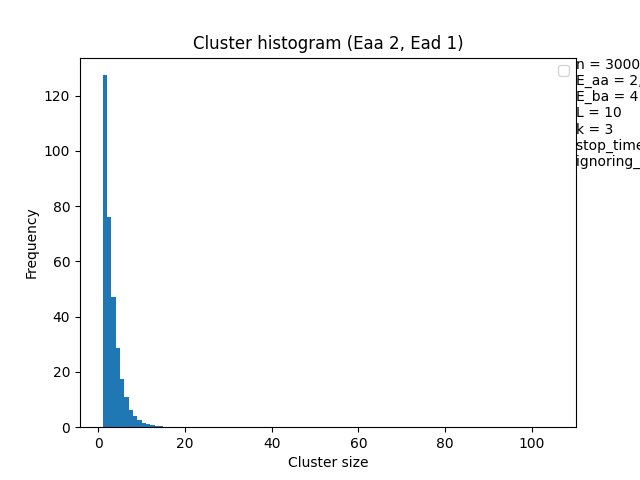 Cluster histogram (Eaa 2, Ead 1)
n = 3000
E_aa = 2,
E_ba = 4
L = 10
k = 3
stop_time
ignoring_
Frequency
120
100
80
60
40
20
0
0 20 40 60 80 100
Cluster size